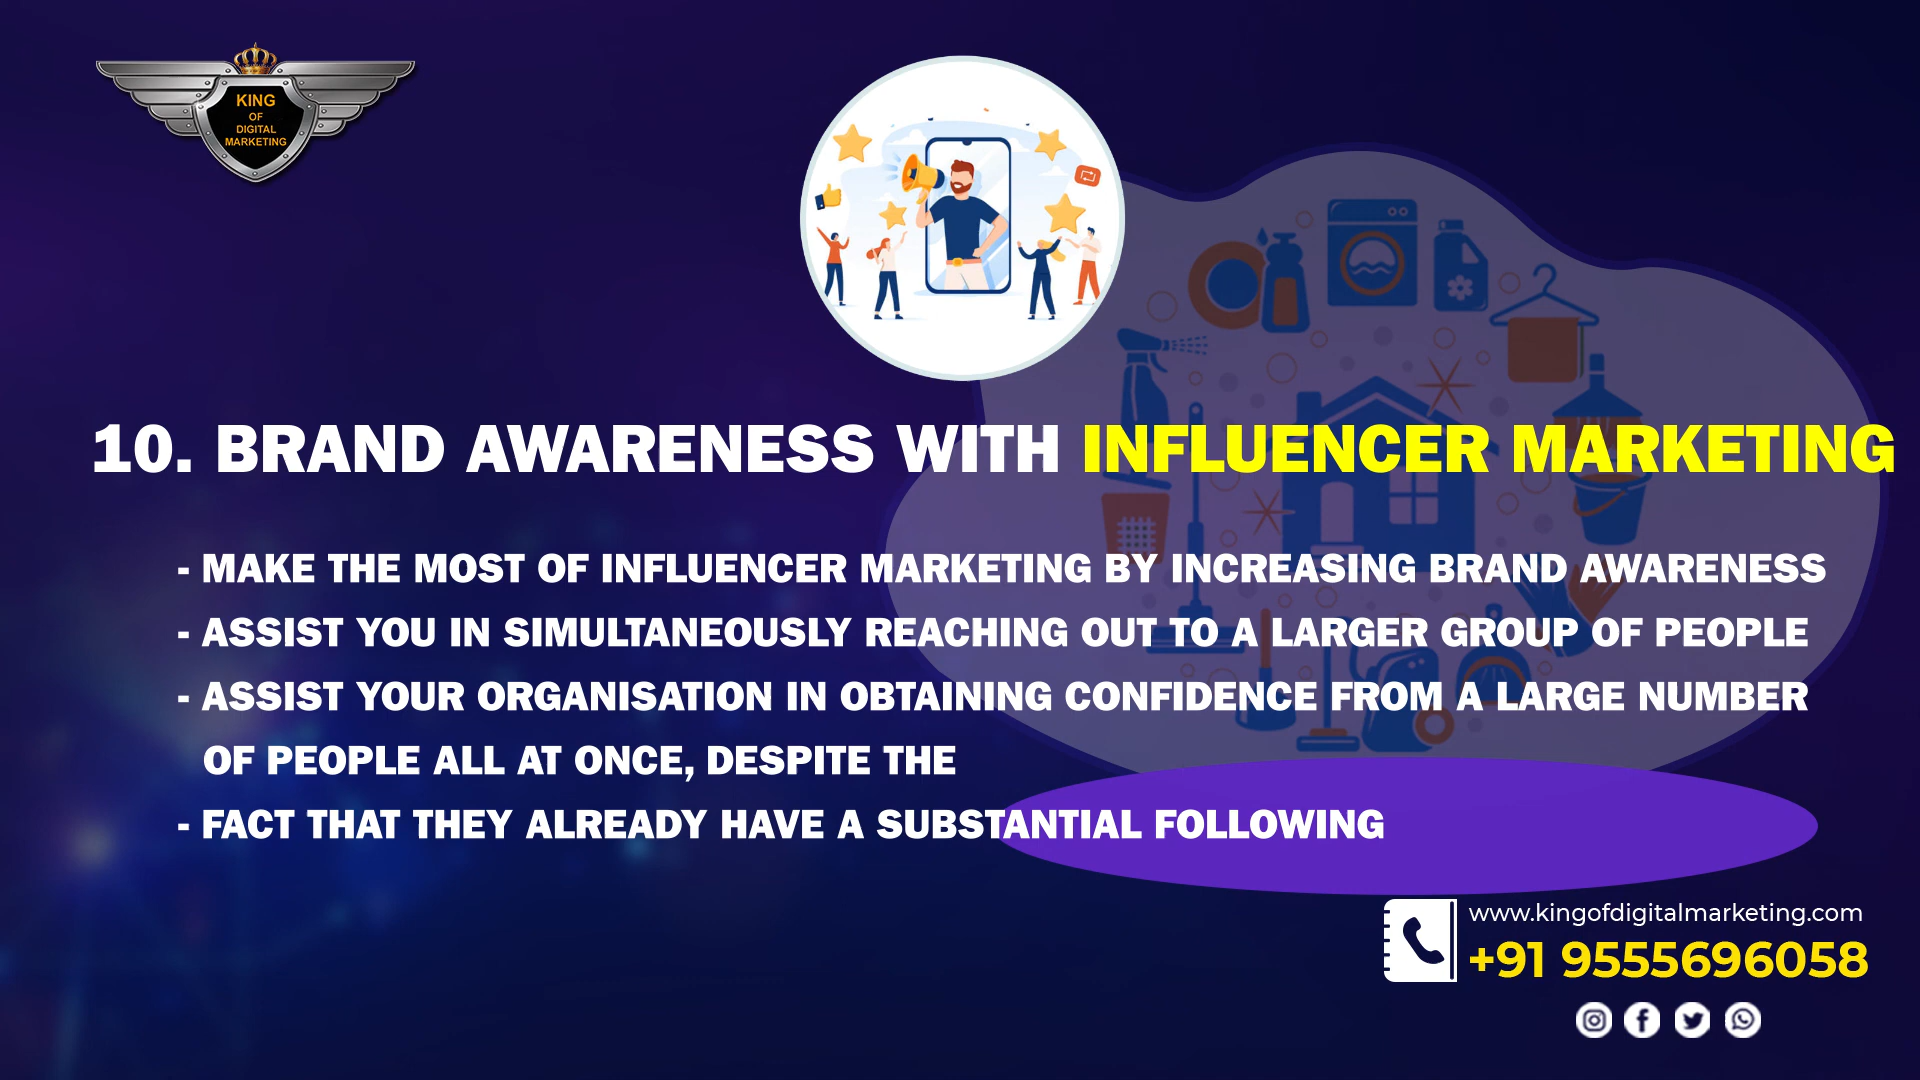 KING
OF
DIGITAL
MARKETING
10. BRAND AWARENESS WITH INFLUENCER MARKETING
- MAKE THE MOST OF INFLUENCER MARKETING BY INCREASING BRAND AWARENESS
- ASSIST YOU IN SIMULTANEOUSLY REACHING OUT TO A LARGER GROUP OF PEOPLE
- ASSIST YOUR ORGANISATION IN OBTAINING CONFIDENCE FROM A LARGE NUMBER
OF PEOPLE ALL AT ONCE, DESPITE THE
- FACT THAT THEY ALREADY HAVE A SUBSTANTIAL FOLLOWING
www.kingofdigitalmarketing.com
+91 9555696058